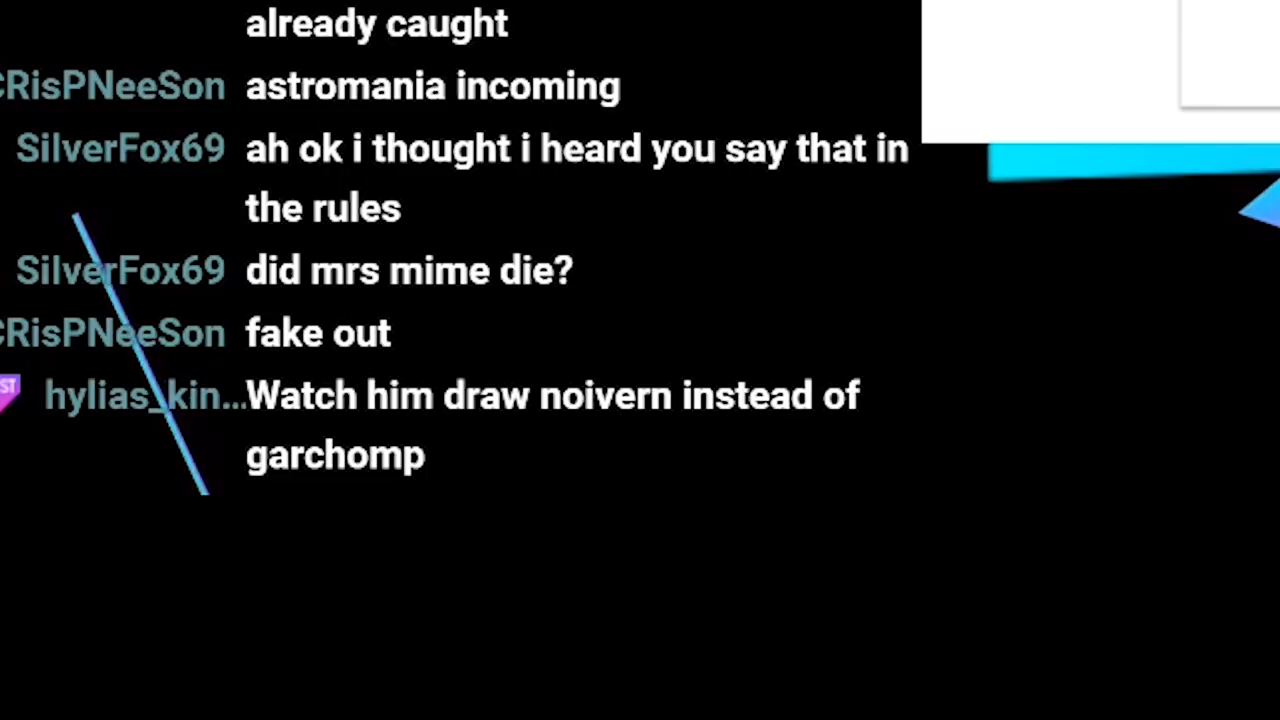 already caught
CRisPNeeSon astromania incoming
SilverFox69 ah ok i thought i heard you say that in
the rules
SilverFox69 did mrs mime die?
CRisPNeeSon fake out
ST hylias_kin...Watch him draw noivern instead of
garchomp